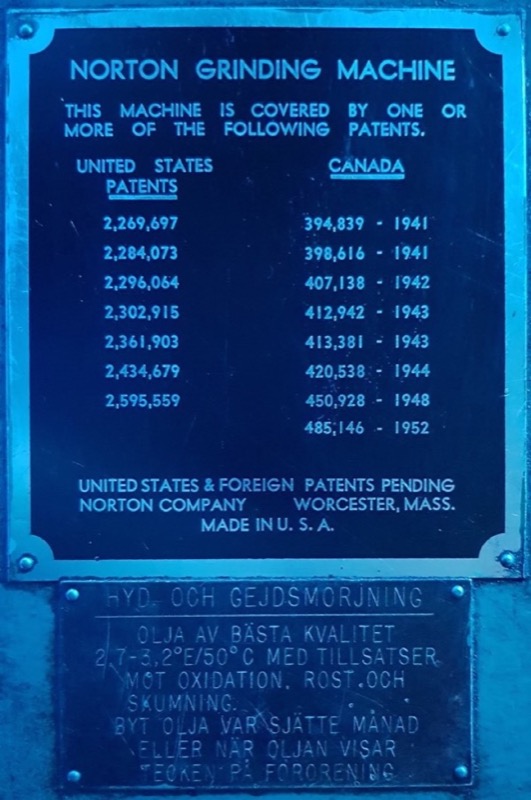 NORTON GRINDING MACHINE
THIS MACHINE IS COVERED BY ONE OR
MORE OF THE FOLLOWING PATENTS.
UNITED STATES CANADA
PATENTS
2,269,697 394,839 - 1941
2,284,073 398,616 - 1941
2,296,064 407,138 - 1942
2,302,915 412,942 - 1943
2,361,903 413,381 - 1943
2,434,679 420,538 - 1944
2,595,559 450,928 - 1948
485,146 - 1952
UNITED STATES & FOREIGN PATENTS PENDING
NORTON COMPANY WORCESTER, MASS.
MADE IN U. S. A.
HYD. OCH GEJDSMÖRJNING
OLJA AV BÄSTA KVALITET
2,7-3,2°E/50°C MED TILLSATSER
MOT OXIDATION, ROST.OCH
SKUMNING.
BYT OLJA VAR SJÄTTE MÅNAD
ELLER NÄR OLJAN VISAR
TECKEN PÅ FÖRORENING